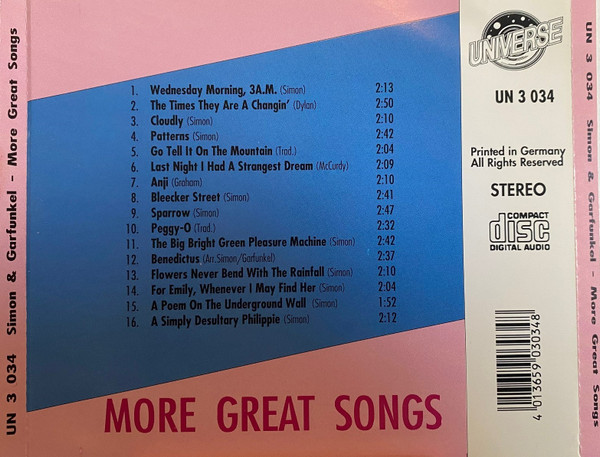 UN 3 034 Simon & Garfunkel - More Great Songs
1. Wednesday Morning, 3A.M. (Simon) 2:13
2. The Times They Are A Changin' (Dylan) 2:50
3. Cloudly (Simon) 2:10
4. Patterns (Simon) 2:42
5. Go Tell It On The Mountain (Trad.) 2:04
6. Last Night I Had A Strangest Dream (McCurdy) 2:09
7. Anji (Graham) 2:10
8. Bleecker Street (Simon) 2:41
9. Sparrow (Simon) 2:47
10. Peggy-O (Trad.) 2:32
11. The Big Bright Green Pleasure Machine (Simon) 2:42
12. Benedictus (Arr.Simon/Garfunkel) 2:37
13. Flowers Never Bend With The Rainfall (Simon) 2:10
14. For Emily, Whenever I May Find Her (Simon) 2:04
15. A Poem On The Underground Wall (Simon) 1:52
16. A Simply Desultary Philippie (Simon) 2:12
MORE GREAT SONGS
UNIVERSE
UN 3 034
Printed in Germany
All Rights Reserved
STEREO
COMPACT
disc
DIGITAL AUDIO
4 013659 030348
UN 3 034 Simon & Garfunkel - More Great Songs